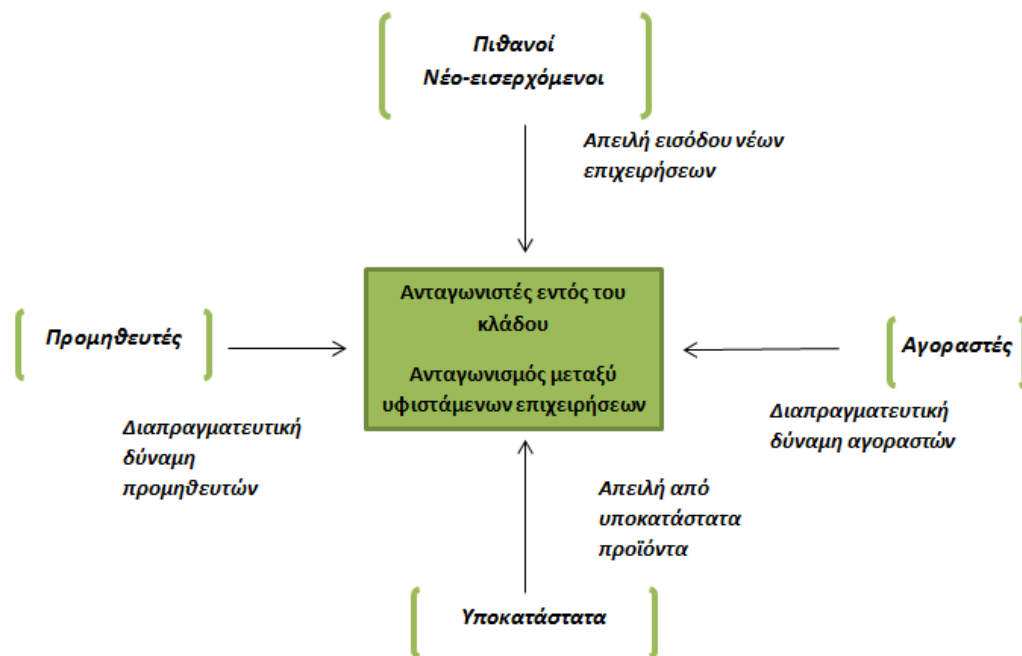 Πιθανοί
Νέο-εισερχόμενοι
Απειλή εισόδου νέων
επιχειρήσεων
Ανταγωνιστές εντός του
κλάδου
Ανταγωνισμός μεταξύ
υφιστάμενων επιχειρήσεων
Προμηθευτές
Διαπραγματευτική
δύναμη
προμηθευτών
Αγοραστές
Διαπραγματευτική
δύναμη αγοραστών
Απειλή από
υποκατάστατα
προϊόντα
Υποκατάστατα